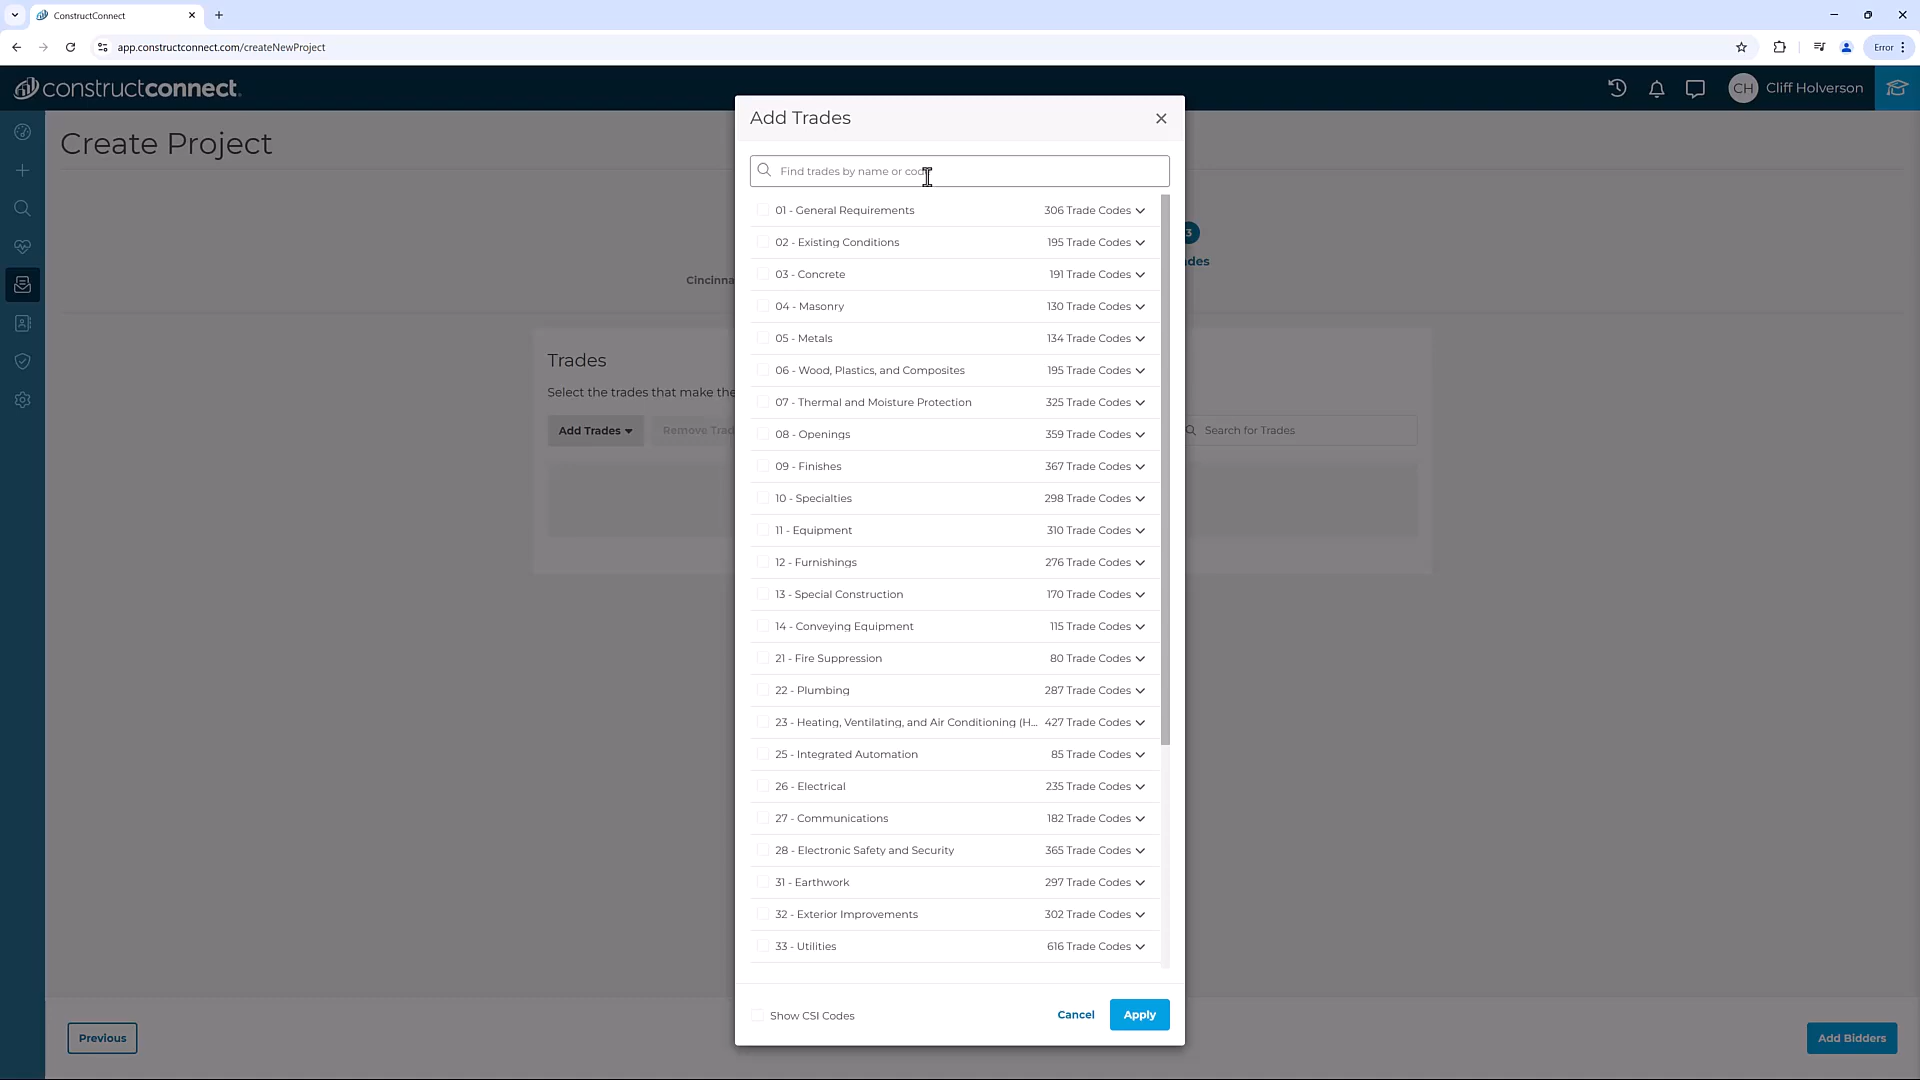 ConstructConnect
app.constructconnect.com/createNewProject
Error
constructconnect.
CH
Cliff Holverson
Create Project
3
Cincinna
ades
Trades
Select the trades that make the
Add Trades
Remove Trad
Search for Trades
Add Trades
Find trades by name or cod
01 - General Requirements 306 Trade Codes
02 - Existing Conditions 195 Trade Codes
03 - Concrete 191 Trade Codes
04 - Masonry 130 Trade Codes
05 - Metals 134 Trade Codes
06 - Wood, Plastics, and Composites 195 Trade Codes
07 - Thermal and Moisture Protection 325 Trade Codes
08 - Openings 359 Trade Codes
09 - Finishes 367 Trade Codes
10 - Specialties 298 Trade Codes
11 - Equipment 310 Trade Codes
12 - Furnishings 276 Trade Codes
13 - Special Construction 170 Trade Codes
14 - Conveying Equipment 115 Trade Codes
21 - Fire Suppression 80 Trade Codes
22 - Plumbing 287 Trade Codes
23 - Heating, Ventilating, and Air Conditioning (H... 427 Trade Codes
25 - Integrated Automation 85 Trade Codes
26 - Electrical 235 Trade Codes
27 - Communications 182 Trade Codes
28 - Electronic Safety and Security 365 Trade Codes
31 - Earthwork 297 Trade Codes
32 - Exterior Improvements 302 Trade Codes
33 - Utilities 616 Trade Codes
Show CSI Codes
Cancel
Apply
Previous
Add Bidders